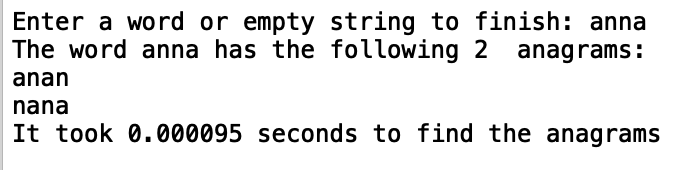 Enter a word or empty string to finish: anna
The word anna has the following 2  anagrams:
anan
nana
It took 0.000095 seconds to find the anagrams